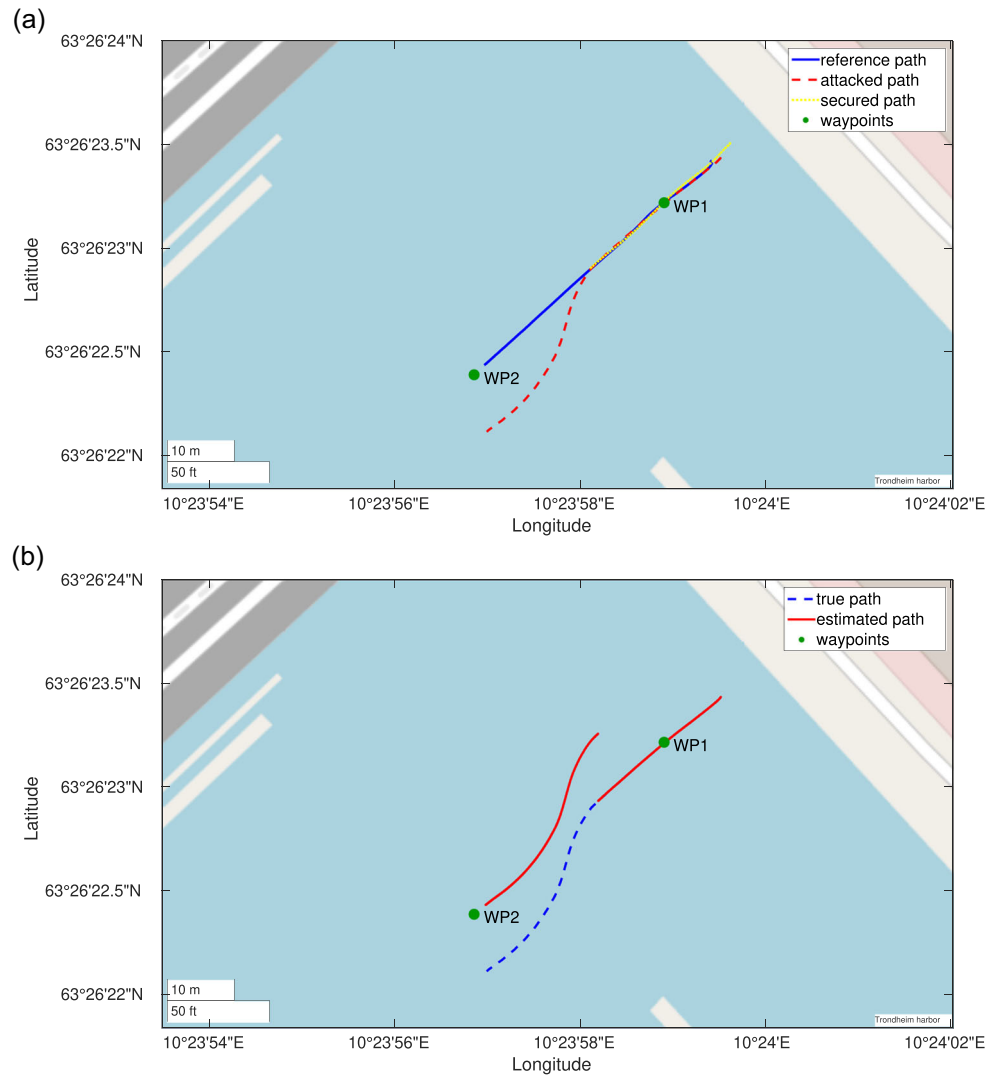 (a)
63°26'24"N
63°26'23.5"N
63°26'23"N
63°26'22.5"N
63°26'22"N
Latitude
reference path
attacked path
secured path
waypoints
WP1
WP2
10 m
50 ft
Trondheim harbor
10°23'54"E
10°23'56"E
10°23'58"E
10°24'E
10°24'02"E
Longitude
(b)
63°26'24"N
63°26'23.5"N
63°26'23"N
63°26'22.5"N
63°26'22"N
Latitude
true path
estimated path
waypoints
WP1
WP2
10 m
50 ft
Trondheim harbor
10°23'54"E
10°23'56"E
10°23'58"E
10°24'E
10°24'02"E
Longitude